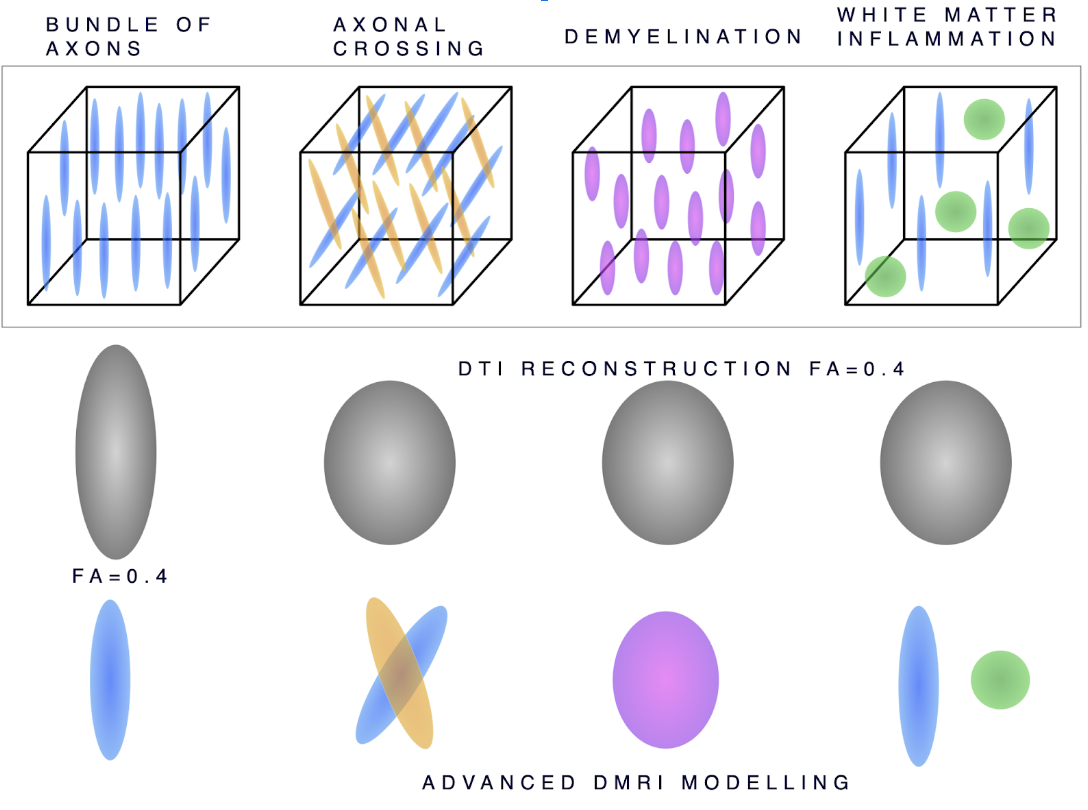 BUNDLE OF
AXONS
AXONAL
CROSSING
DEMYELINATION
WHITE MATTER
INFLAMMATION
DTI RECONSTRUCTION FA=0.4
FA=0.4
ADVANCED DMRI MODELLING